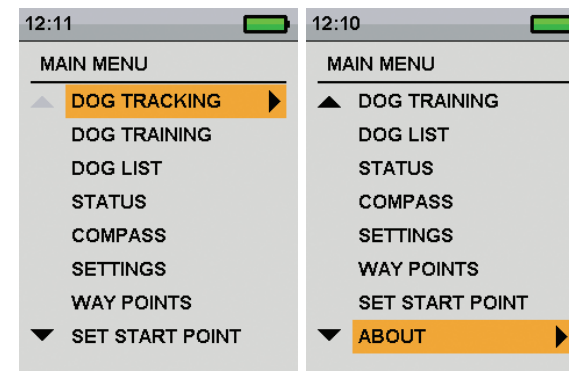 12:11
MAIN MENU
DOG TRACKING
DOG TRAINING
DOG LIST
STATUS
COMPASS
SETTINGS
WAY POINTS
SET START POINT
12:10
MAIN MENU
DOG TRAINING
DOG LIST
STATUS
COMPASS
SETTINGS
WAY POINTS
SET START POINT
ABOUT